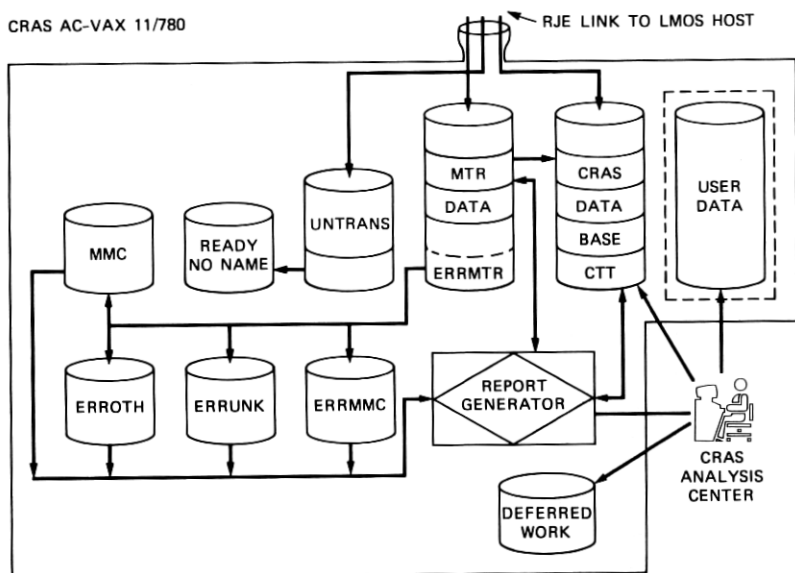 CRAS AC-VAX 11/780
RJE LINK TO LMOS HOST
MMC
READY
NO NAME
UNTRANS
MTR
DATA
ERRMTR
CRAS
DATA
BASE
CTT
USER
DATA
ERROTH
ERRUNK
ERRMMC
REPORT
GENERATOR
CRAS
ANALYSIS
CENTER
DEFERRED
WORK